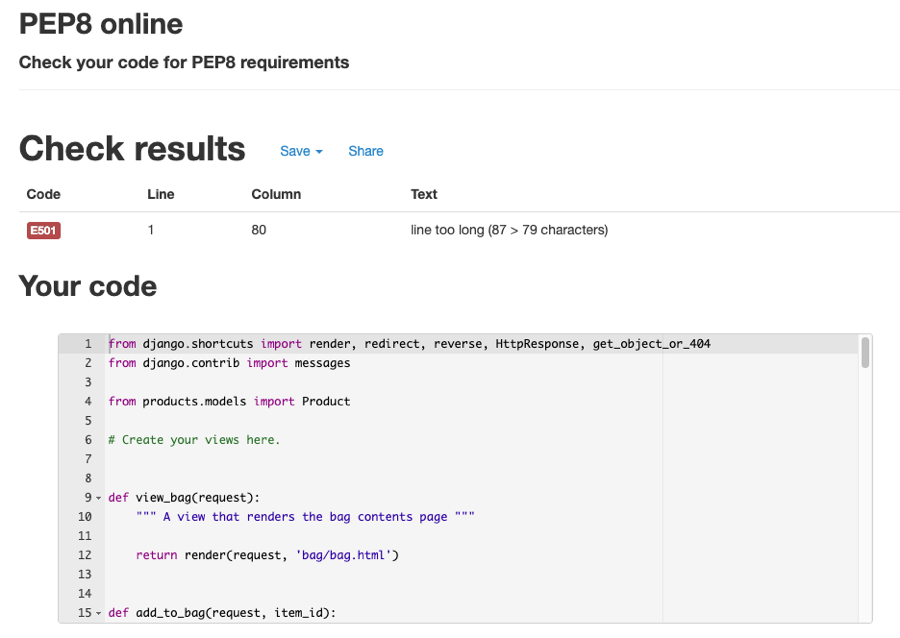 PEP8 online
Check your code for PEP8 requirements
Check results Save Share
Code Line Column Text
E501 1 80 line too long (87 > 79 characters)
Your code
1 from django.shortcuts import render, redirect, reverse, HttpResponse, get_object_or_404
2 from django.contrib import messages
3
4 from products.models import Product
5
6 # Create your views here.
7
8
9 def view_bag(request):
10     """ A view that renders the bag contents page """
11
12     return render(request, 'bag/bag.html')
13
14
15 def add_to_bag(request, item_id):